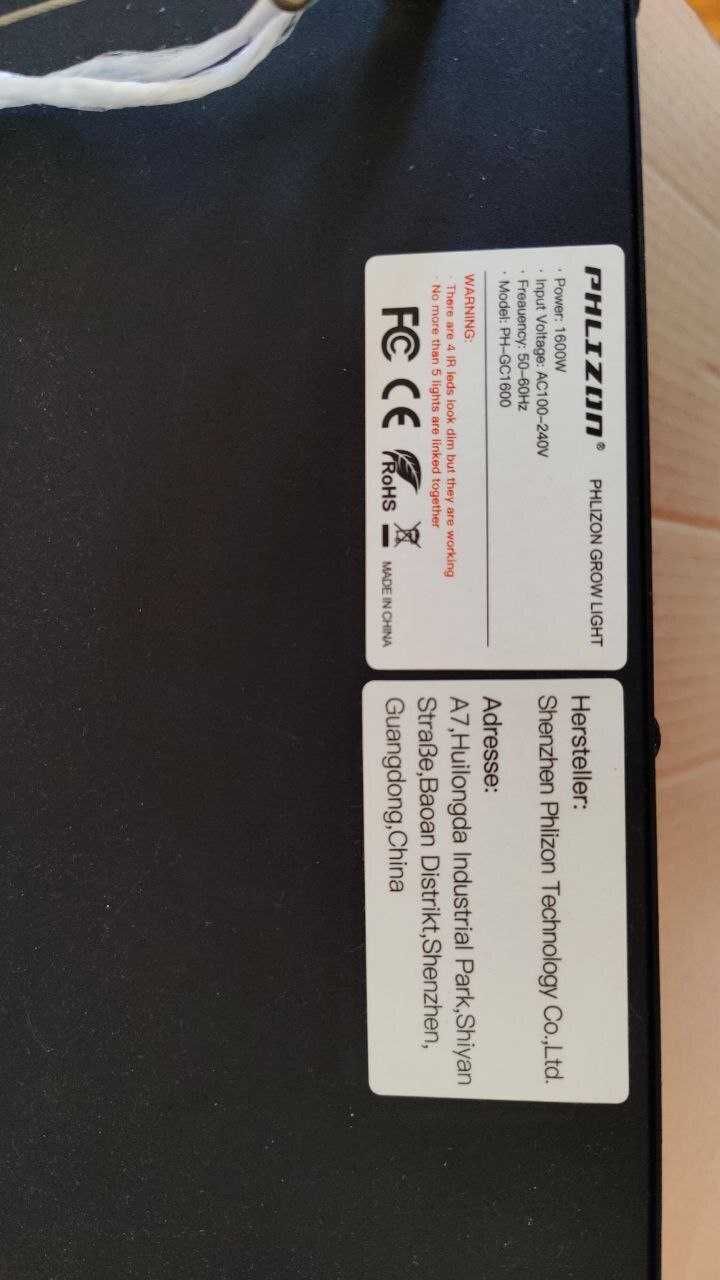 PHLIZON® PHLIZON GROW LIGHT
· Power: 1600W
· Input Voltage: AC100-240V
· Freauency: 50-60Hz
· Model: PH-GC1600
WARNING:
· There are 4 IR leds look dim but they are working
· No more than 5 lights are linked together
FC CE RoHS MADE IN CHINA
Hersteller:
Shenzhen Phlizon Technology Co.,Ltd.
Adresse:
A7,Huilongda Industrial Park,Shiyan
Straße,Baoan Distrikt,Shenzhen,
Guangdong,China